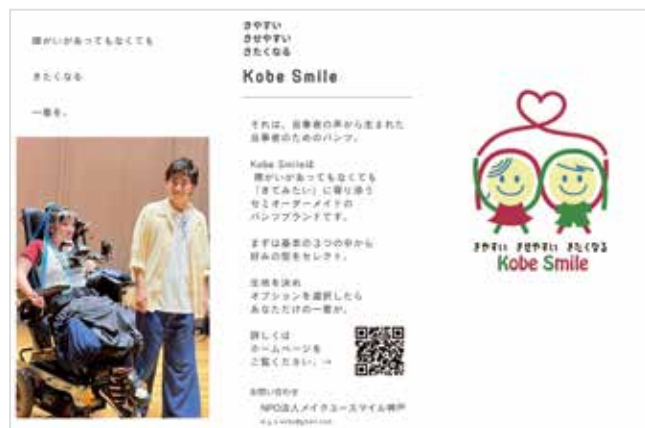 障がいがあってもなくても
きたくなる
一着を。
きやすい
きせやすい
きたくなる
Kobe Smile
それは、当事者の声から生まれた
当事者のためのパンツ。
Kobe Smileは
障がいがあってもなくても
「きてみたい」に寄り添う
セミオーダーメイドの
パンツブランドです。
まずは基本の3つの中から
好みの型をセレクト。
生地を決め
オプションを選択したら
あなただけの一着が。
詳しくは
ホームページを
ご覧ください。→
お問い合わせ
NPO法人メイクユースマイル神戸
きやすい きせやすい きたくなる
Kobe Smile